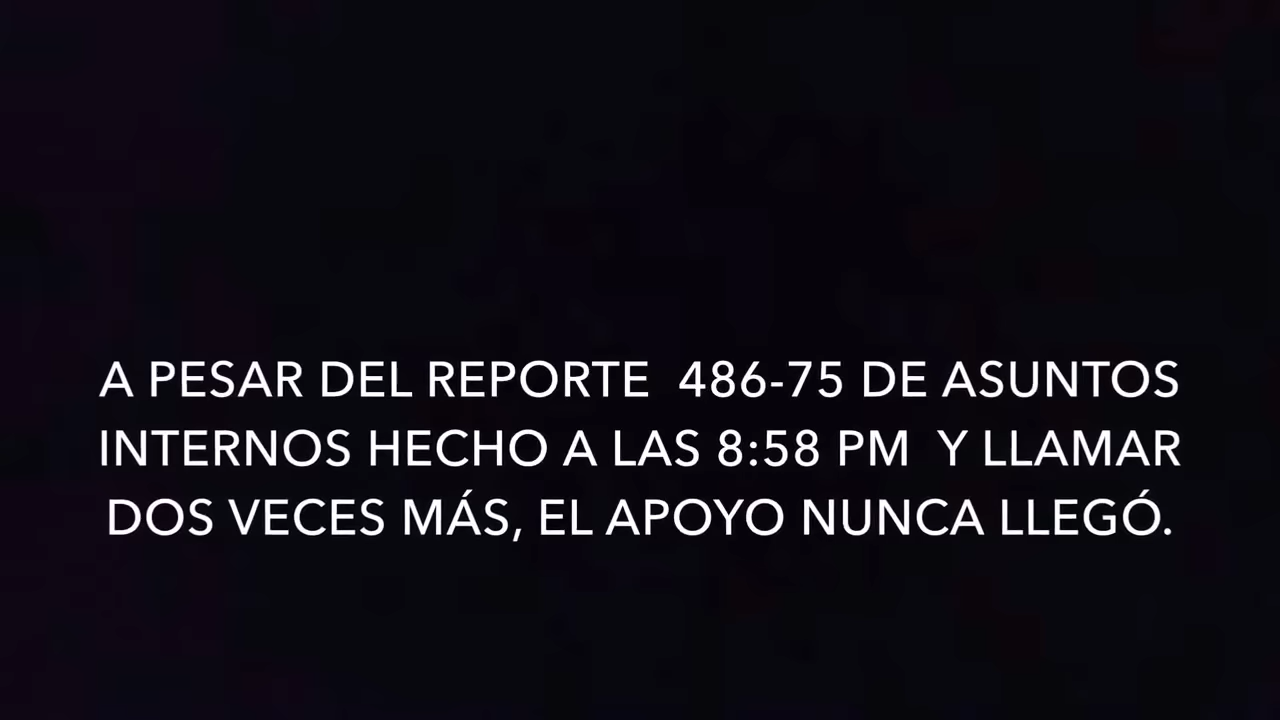 A PESAR DEL REPORTE  486-75 DE ASUNTOS
INTERNOS HECHO A LAS 8:58 PM  Y LLAMAR
DOS VECES MÁS, EL APOYO NUNCA LLEGÓ.